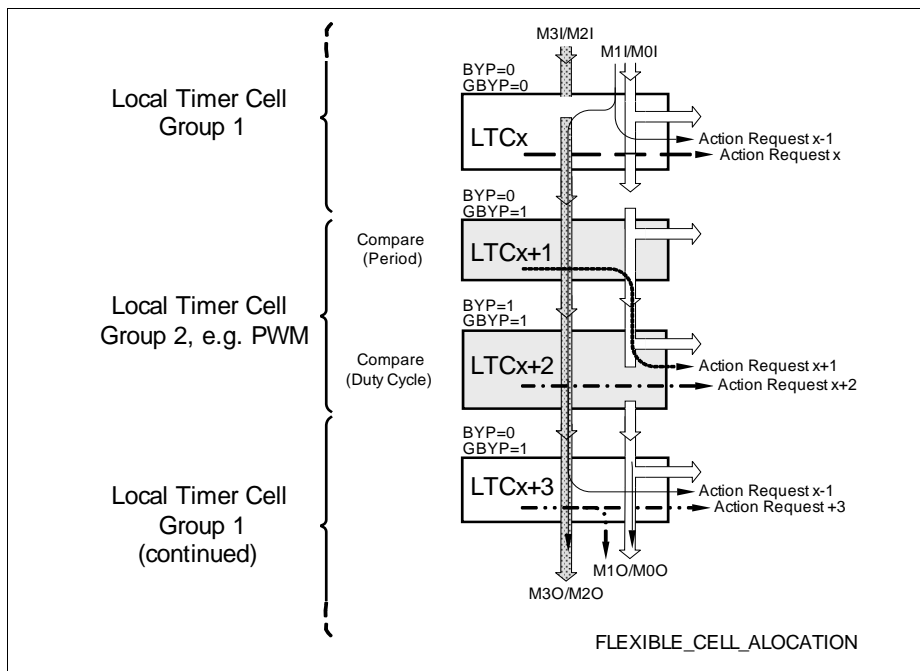 M3I/M2I
M1I/M0I
BYP=0
GBYP=0
Local Timer Cell
Group 1
LTCx
Action Request x-1
Action Request x
BYP=0
GBYP=1
Compare
(Period)
LTCx+1
Local Timer Cell
Group 2, e.g. PWM
BYP=1
GBYP=1
Compare
(Duty Cycle)
LTCx+2
Action Request x+1
Action Request x+2
BYP=0
GBYP=1
Local Timer Cell
Group 1
(continued)
LTCx+3
Action Request x-1
Action Request +3
M1O/M0O
M3O/M2O
FLEXIBLE_CELL_ALOCATION